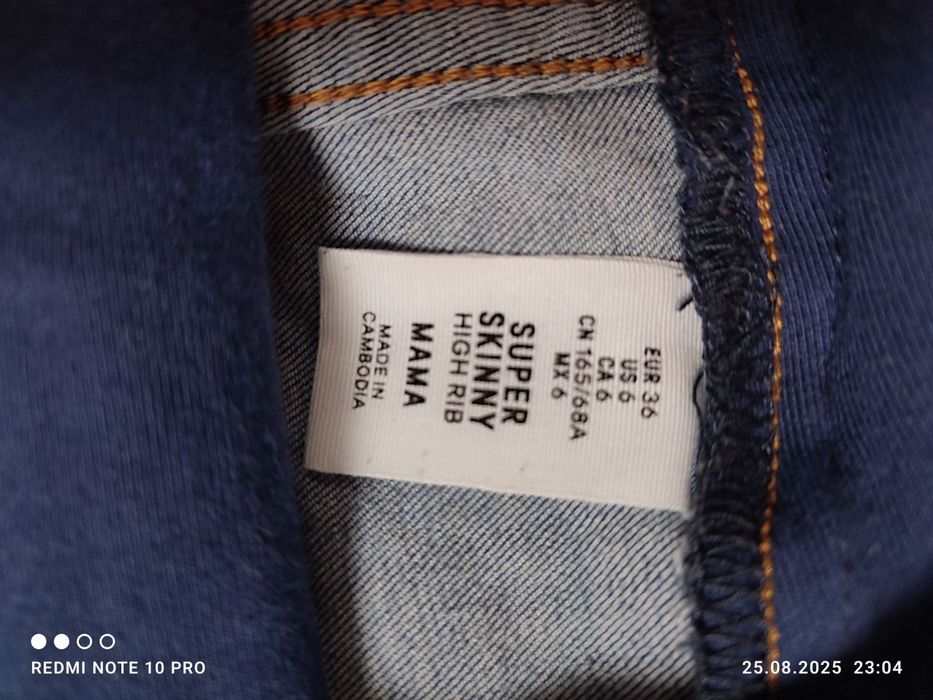 EUR 36
US 6
CA 6
CN 165/68A
MX 6
SUPER
SKINNY
HIGH RIB
MAMA
MADE IN
CAMBODIA
REDMI NOTE 10 PRO
25.08.2025 23:04